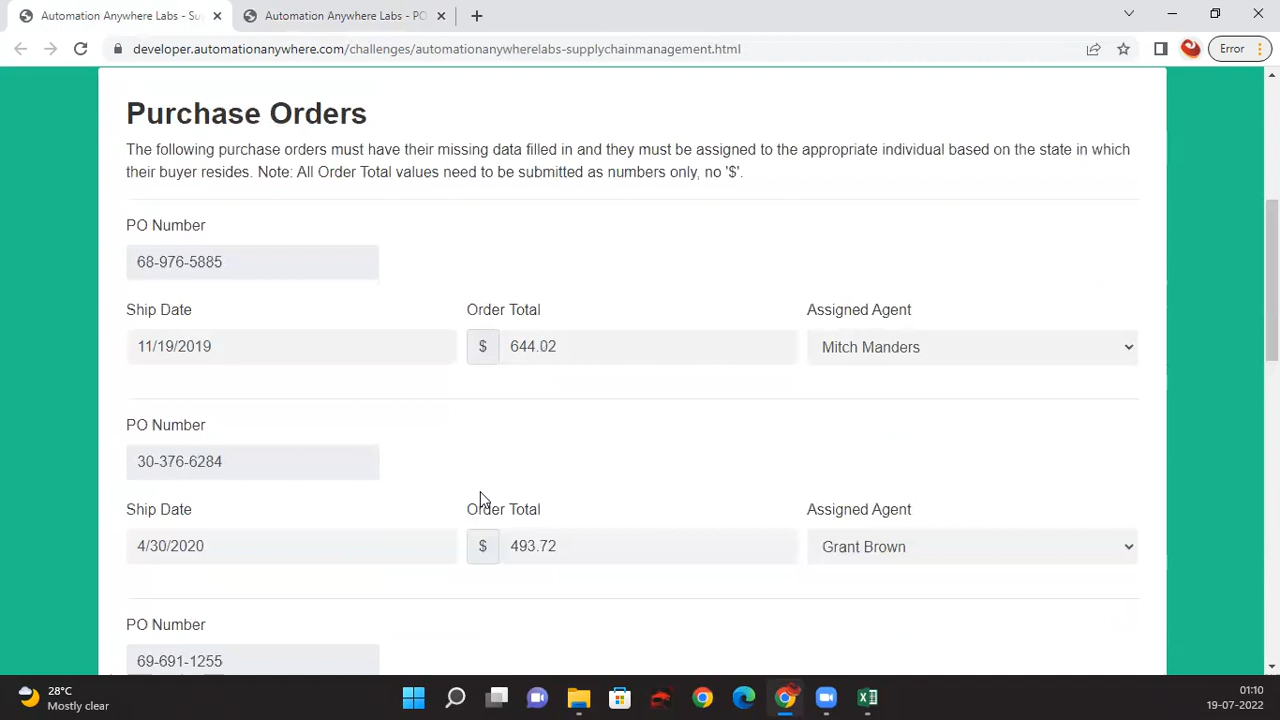 Automation Anywhere Labs - Su
Automation Anywhere Labs - PO
developer.automationanywhere.com/challenges/automationanywherelabs-supplychainmanagement.html
Error
Purchase Orders
The following purchase orders must have their missing data filled in and they must be assigned to the appropriate individual based on the state in which
their buyer resides. Note: All Order Total values need to be submitted as numbers only, no '$'.
PO Number
68-976-5885
Ship Date Order Total Assigned Agent
11/19/2019 $ 644.02 Mitch Manders
PO Number
30-376-6284
Ship Date Order Total Assigned Agent
4/30/2020 $ 493.72 Grant Brown
PO Number
69-691-1255
28°C
Mostly clear
01:10
19-07-2022